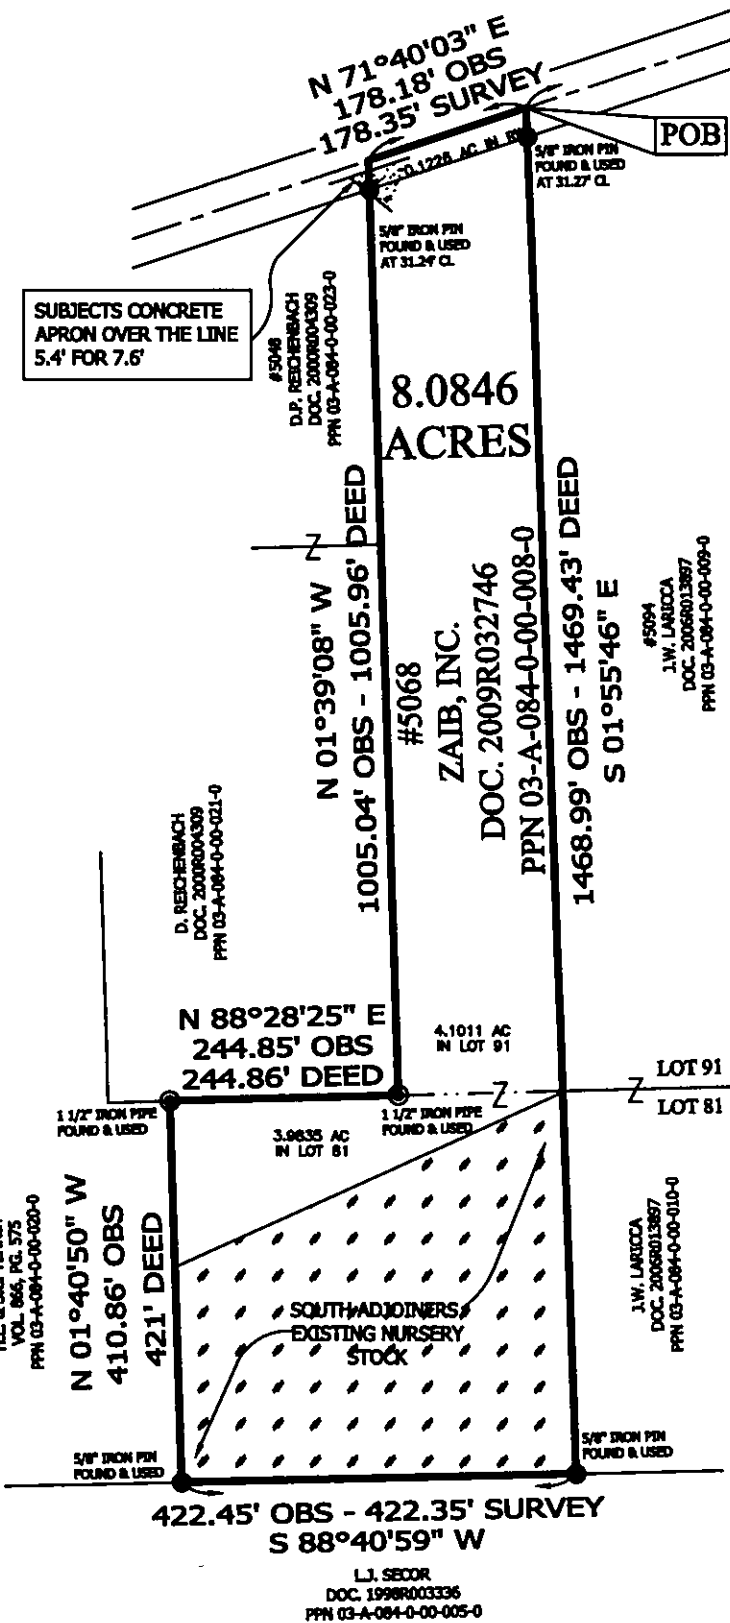 N 71°40'03" E
178.18' OBS
178.35' SURVEY
POB
0.1226 AC IN
5/8" IRON PIN
FOUND & USED
AT 31.27' CL
5/8" IRON PIN
FOUND & USED
AT 31.24' CL
SUBJECTS CONCRETE
APRON OVER THE LINE
5.4' FOR 7.6'
#5048
D.P. REICHENBACH
DOC. 2000R004309
PPN 03-A-084-0-00-023-0
8.0846
ACRES
N 01°39'08" W
1005.04' OBS - 1005.96' DEED
#5068
ZAIB, INC.
DOC. 2009R032746
PPN 03-A-084-0-00-008-0
1468.99' OBS - 1469.43' DEED
S 01°55'46" E
#5094
J.W. LARICCA
DOC. 2006R013897
PPN 03-A-084-0-00-009-0
D. REICHENBACH
DOC. 2000R004309
PPN 03-A-084-0-00-021-0
N 88°28'25" E
244.85' OBS
244.86' DEED
4.1011 AC
IN LOT 91
LOT 91
LOT 81
1 1/2" IRON PIPE
FOUND & USED
1 1/2" IRON PIPE
FOUND & USED
3.9835 AC
IN LOT 81
VOL. 866, PG. 575
PPN 03-A-084-0-00-020-0
N 01°40'50" W
410.86' OBS
421' DEED
SOUTH ADJOINERS
EXISTING NURSERY
STOCK
J.W. LARICCA
DOC. 2006R013897
PPN 03-A-084-0-00-010-0
5/8" IRON PIN
FOUND & USED
5/8" IRON PIN
FOUND & USED
422.45' OBS - 422.35' SURVEY
S 88°40'59" W
L.J. SECOR
DOC. 1998R003336
PPN 03-A-084-0-00-005-0